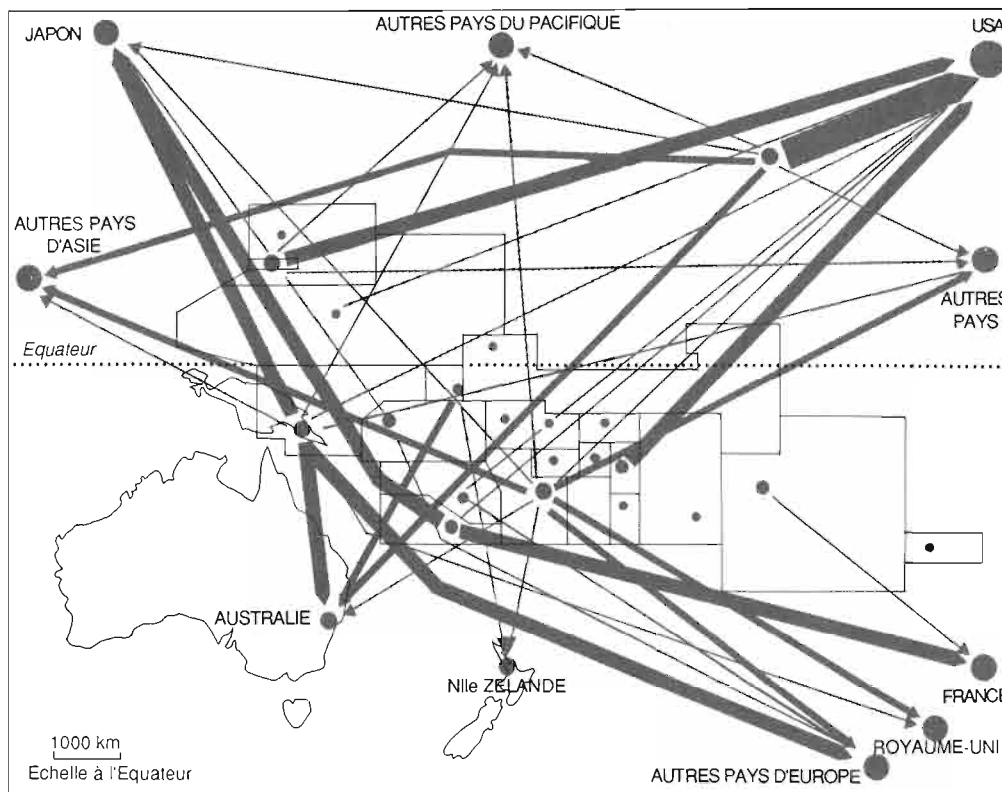 JAPON
AUTRES PAYS DU PACIFIQUE
USA
AUTRES PAYS
D'ASIE
AUTRES
PAYS
Equateur
AUSTRALIE
Nlle ZELANDE
FRANCE
ROYAUME-UNI
AUTRES PAYS D'EUROPE
1000 km
Echelle à l'Equateur